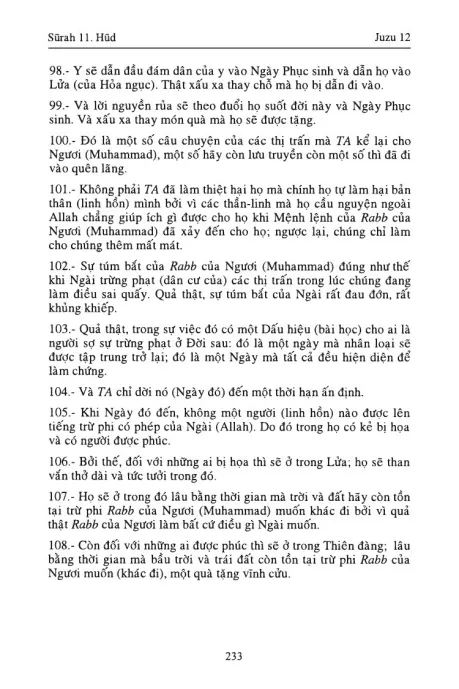 Sūrah 11. Hūd Juzu 12
98.- Y sẽ dẫn đầu đám dân của y vào Ngày Phục sinh và dẫn họ vào
Lửa (của Hỏa ngục). Thật xấu xa thay chỗ mà họ bị dẫn đi vào.
99.- Và lời nguyền rủa sẽ theo đuổi họ suốt đời này và Ngày Phục
sinh. Và xấu xa thay món quà mà họ sẽ được tặng.
100.- Đó là một số câu chuyện của các thị trấn mà TA kể lại cho
Ngươi (Muhammad), một số hãy còn lưu truyền còn một số thì đã đi
vào quên lãng.
101.- Không phải TA đã làm thiệt hại họ mà chính họ tự làm hại bản
thân (linh hồn) mình bởi vì các thần-linh mà họ cầu nguyện ngoài
Allah chẳng giúp ích gì được cho họ khi Mệnh lệnh của Rabb của
Ngươi (Muhammad) đã xảy đến cho họ; ngược lại, chúng chỉ làm
cho chúng thêm mất mát.
102.- Sự túm bắt của Rabb của Ngươi (Muhammad) đúng như thế
khi Ngài trừng phạt (dân cư của) các thị trấn trong lúc chúng đang
làm điều sai quấy. Quả thật, sự túm bắt của Ngài rất đau đớn, rất
khủng khiếp.
103.- Quả thật, trong sự việc đó có một Dấu hiệu (bài học) cho ai là
người sợ sự trừng phạt ở Đời sau: đó là một ngày mà nhân loại sẽ
được tập trung trở lại; đó là một Ngày mà tất cả đều hiện diện để
làm chứng.
104.- Và TA chỉ dời nó (Ngày đó) đến một thời hạn ấn định.
105.- Khi Ngày đó đến, không một người (linh hồn) nào được lên
tiếng trừ phi có phép của Ngài (Allah). Do đó trong họ có kẻ bị họa
và có người được phúc.
106.- Bởi thế, đối với những ai bị họa thì sẽ ở trong Lửa; họ sẽ than
vắn thở dài và tức tưởi trong đó.
107.- Họ sẽ ở trong đó lâu bằng thời gian mà trời và đất hãy còn tồn
tại trừ phi Rabb của Ngươi (Muhammad) muốn khác đi bởi vì quả
thật Rabb của Ngươi làm bất cứ điều gì Ngài muốn.
108.- Còn đối với những ai được phúc thì sẽ ở trong Thiên đàng; lâu
bằng thời gian mà bầu trời và trái đất còn tồn tại trừ phi Rabb của
Ngươi muốn (khác đi), một quà tặng vĩnh cửu.
233